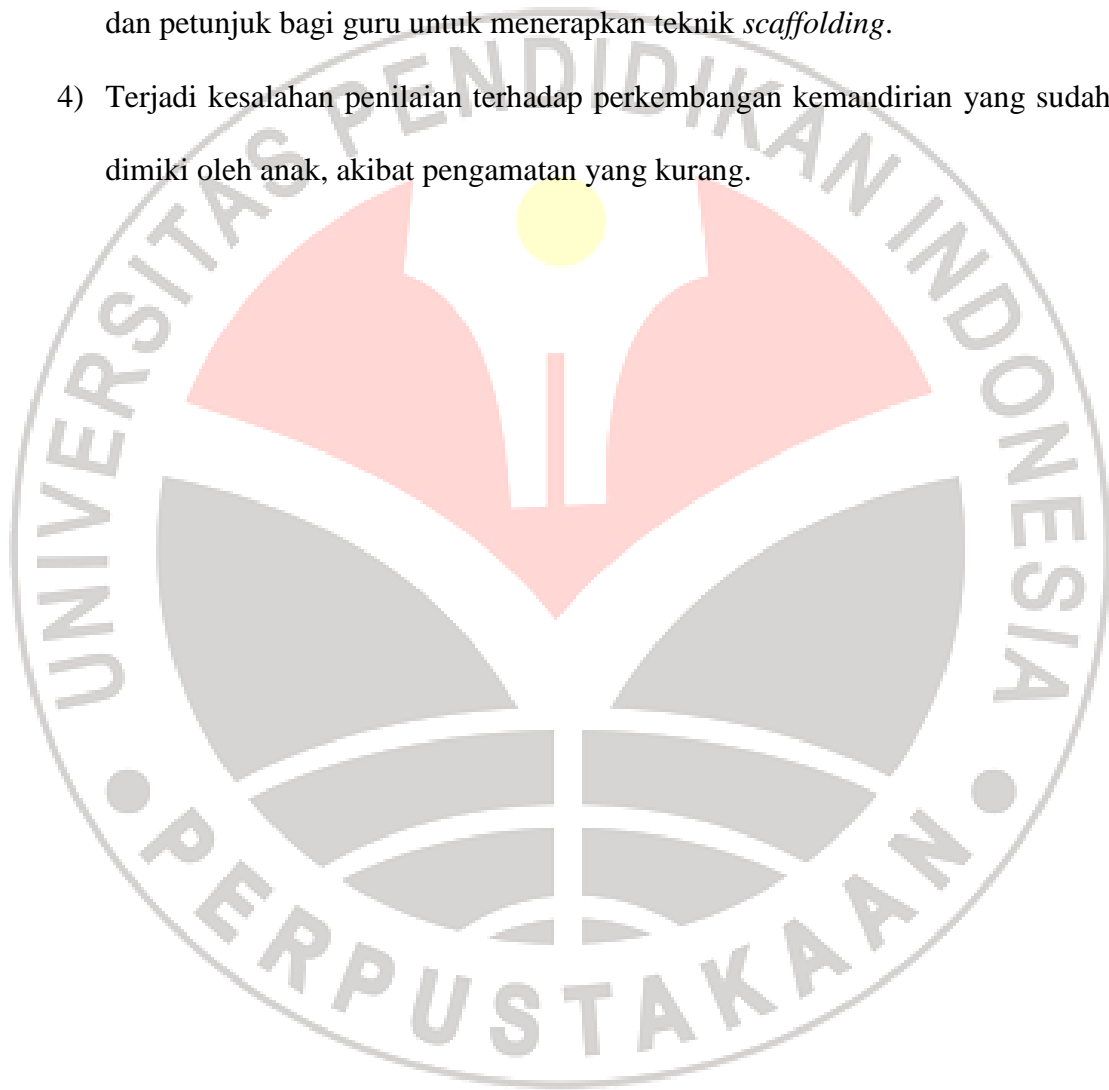 dan petunjuk bagi guru untuk menerapkan teknik scaffolding.
4) Terjadi kesalahan penilaian terhadap perkembangan kemandirian yang sudah
dimiki oleh anak, akibat pengamatan yang kurang.
UNIVERSITAS PENDIDIKAN INDONESIA
PERPUSTAKAAN